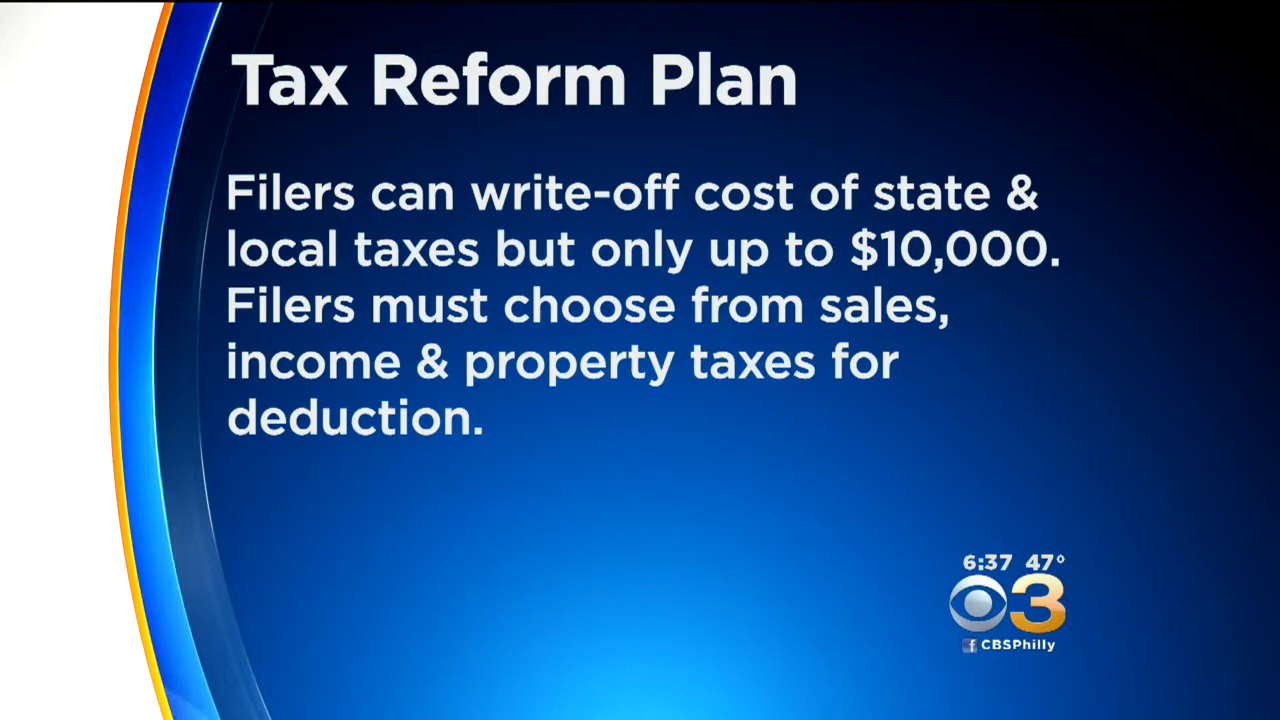 Tax Reform Plan
Filers can write-off cost of state &
local taxes but only up to $10,000.
Filers must choose from sales,
income & property taxes for
deduction.
6:37 47°
3
f CBSPhilly